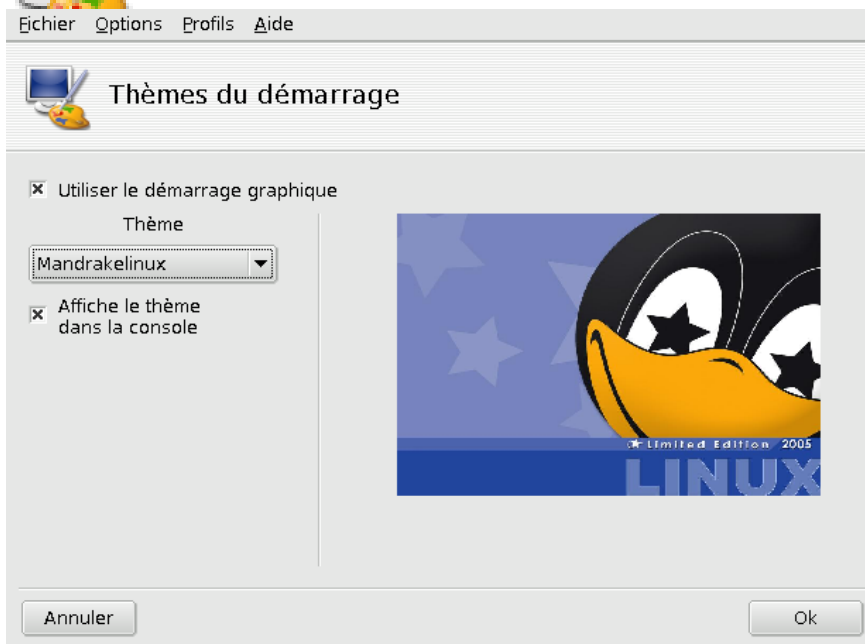 Fichier Options Profils Aide
Thèmes du démarrage
Utiliser le démarrage graphique
Thème
Mandrakelinux
Affiche le thème
dans la console
Limited Edition 2005
LINUX
Annuler
Ok